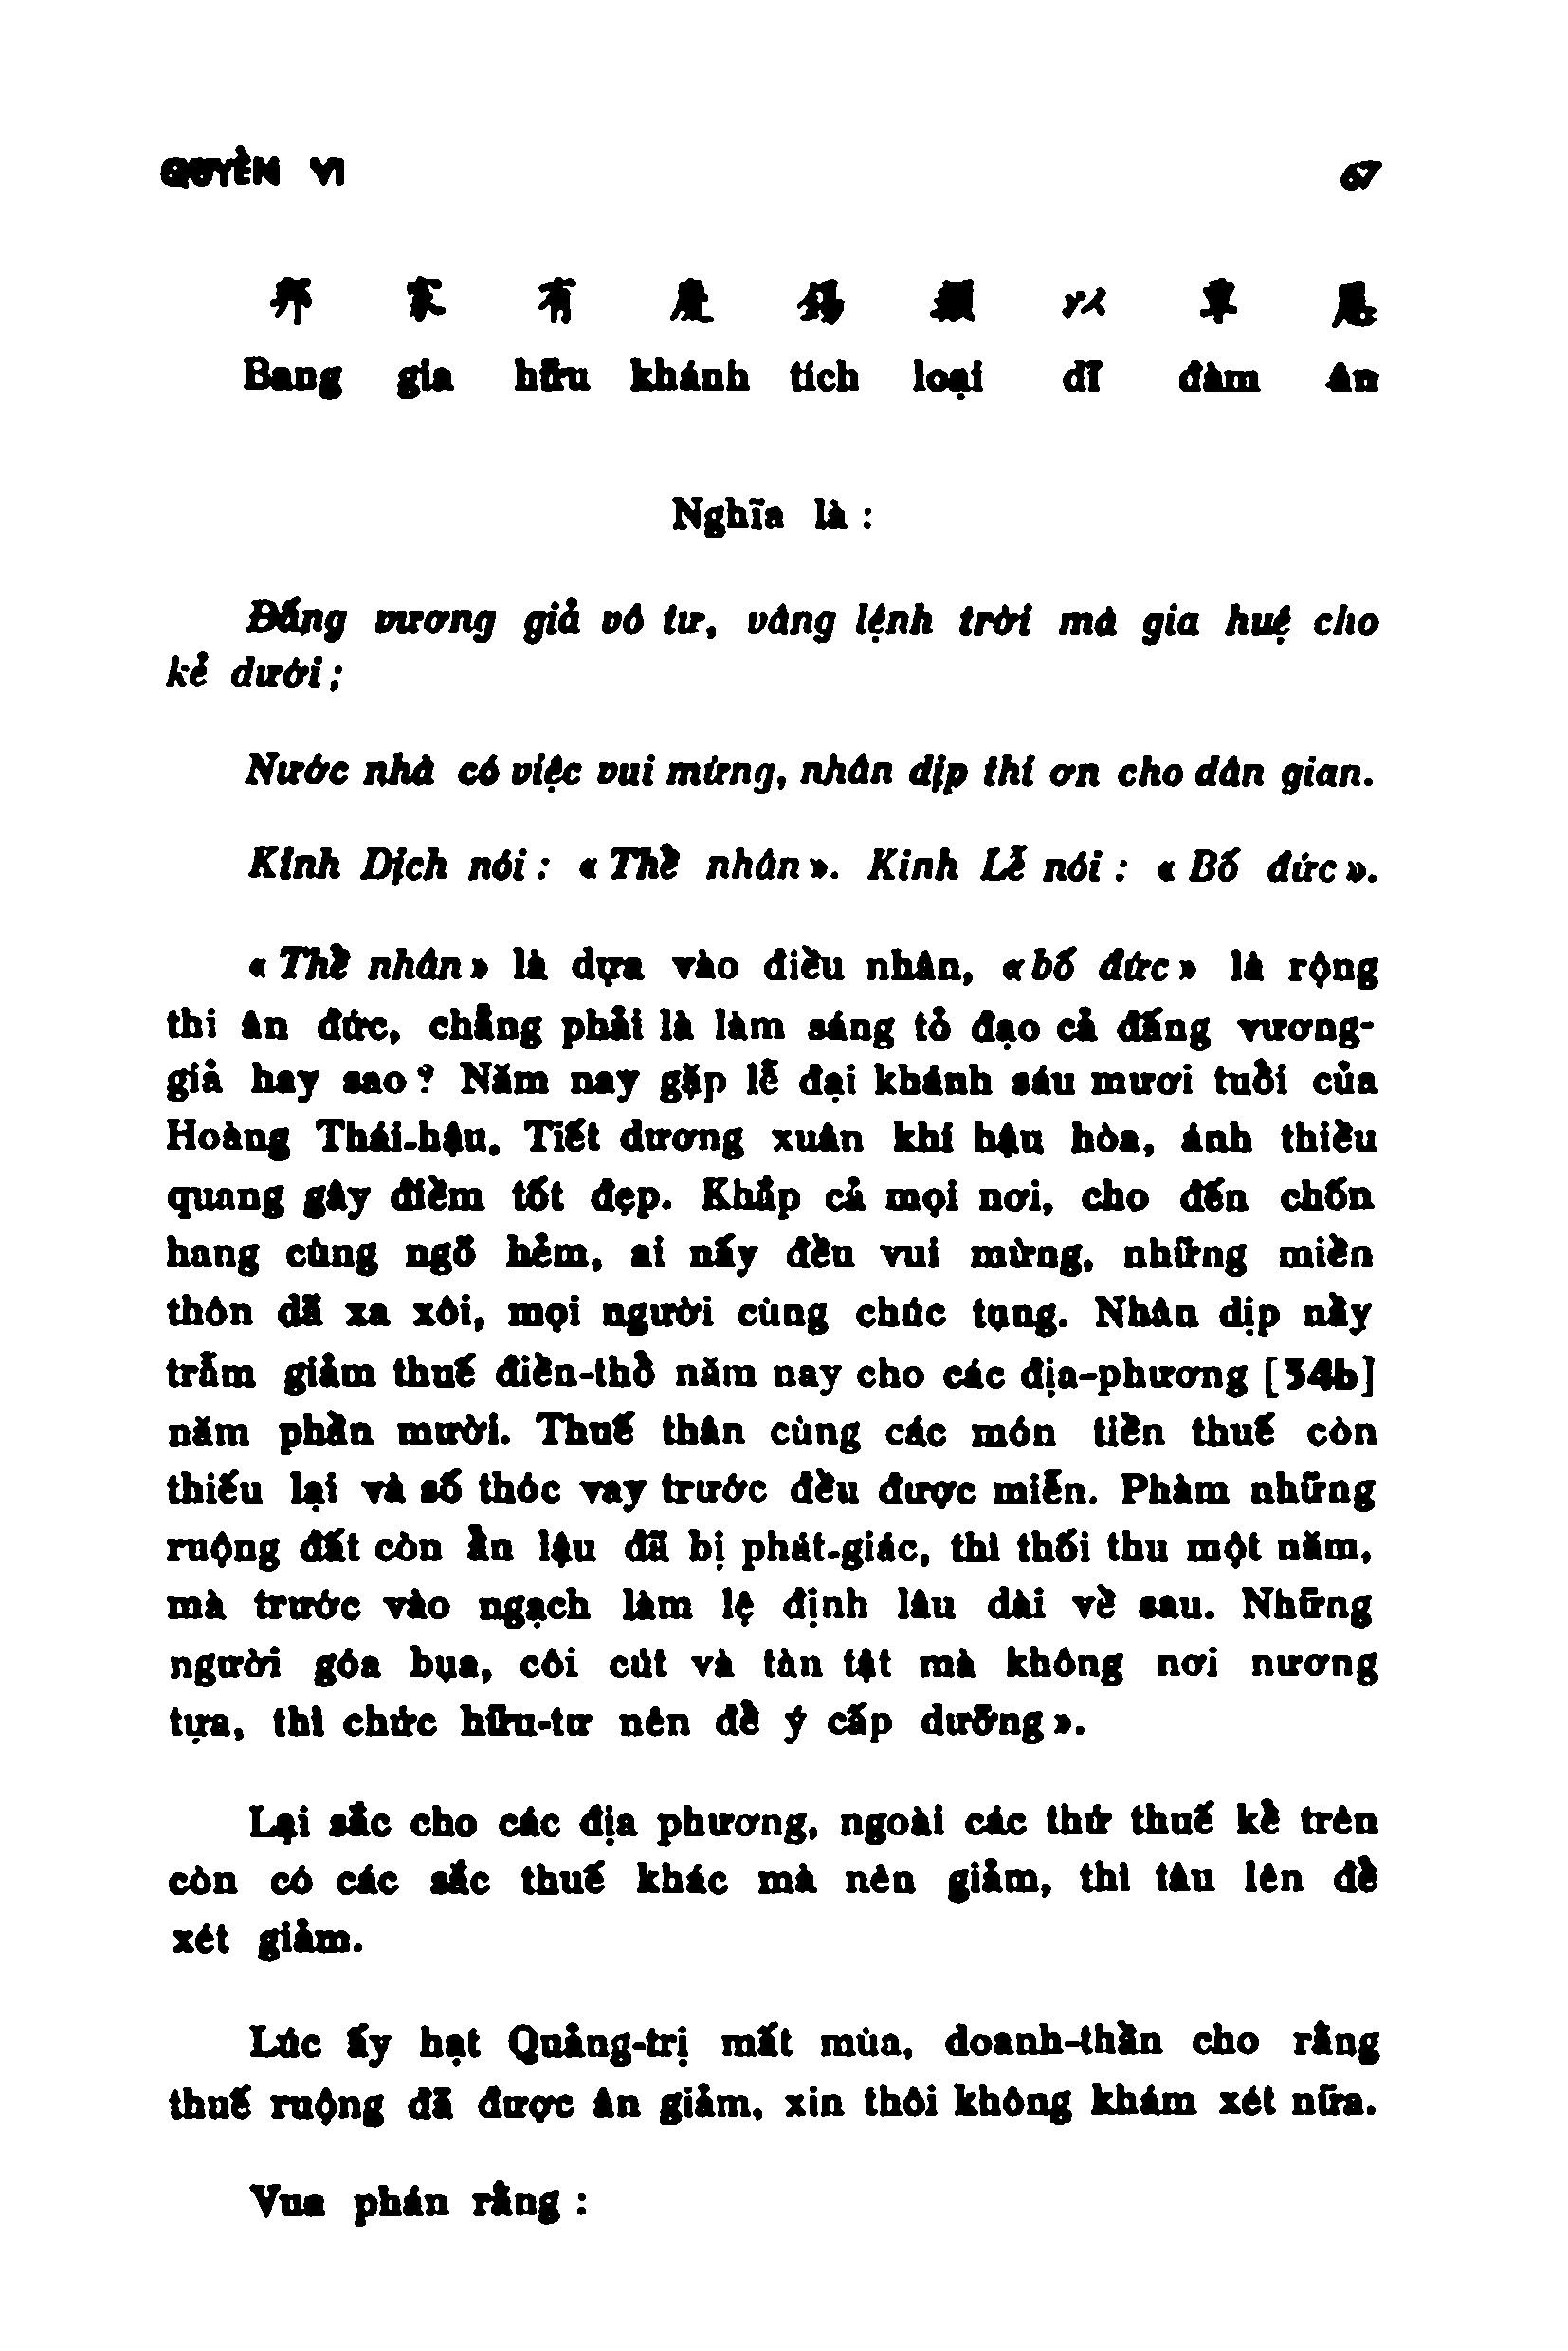 QUYỂN VI 67
邦 家 有 慶 錫 類 以 覃 恩
Bang gia hữu khánh tích loại dĩ đàm ân
Nghĩa là :
Đấng vương giả vô tư, vâng lệnh trời mà gia huệ cho
kẻ dưới ;
Nước nhà có việc vui mừng, nhân dịp thi ơn cho dân gian.
Kinh Dịch nói : « Thể nhân ». Kinh Lễ nói : « Bố đức ».
« Thể nhân » là dựa vào điều nhân, « bố đức » là rộng
thi ân đức, chẳng phải là làm sáng tỏ đạo cả đấng vương-
giả hay sao ? Năm nay gặp lễ đại khánh sáu mươi tuổi của
Hoàng Thái-hậu. Tiết dương xuân khí hậu hòa, ánh thiều
quang gây điềm tốt đẹp. Khắp cả mọi nơi, cho đến chốn
hang cùng ngõ hẻm, ai nấy đều vui mừng, những miền
thôn dã xa xôi, mọi người cùng chúc tụng. Nhân dịp nầy
trẫm giảm thuế điền-thổ năm nay cho các địa-phương [34b]
năm phần mười. Thuế thân cùng các món tiền thuế còn
thiếu lại và số thóc vay trước đều được miễn. Phàm những
ruộng đất còn ẩn lậu đã bị phát-giác, thì thối thu một năm,
mà trước vào ngạch làm lệ định lâu dài về sau. Những
người góa bụa, côi cút và tàn tật mà không nơi nương
tựa, thì chức hữu-tư nên để ý cấp dưỡng ».
Lại sắc cho các địa phương, ngoài các thứ thuế kể trên
còn có các sắc thuế khác mà nên giảm, thì tâu lên để
xét giảm.
Lúc ấy hạt Quảng-trị mất mùa, doanh-thần cho rằng
thuế ruộng đã được ân giảm, xin thôi không khám xét nữa.
Vua phán rằng :